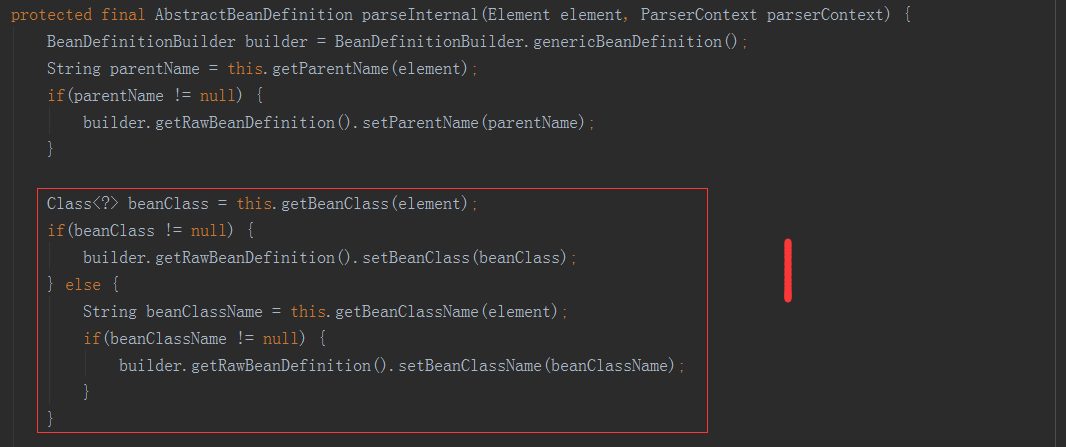 protected final AbstractBeanDefinition parseInternal(Element element, ParserContext parserContext) {
    BeanDefinitionBuilder builder = BeanDefinitionBuilder.genericBeanDefinition();
    String parentName = this.getParentName(element);
    if(parentName != null) {
        builder.getRawBeanDefinition().setParentName(parentName);
    }

    Class<?> beanClass = this.getBeanClass(element);
    if(beanClass != null) {
        builder.getRawBeanDefinition().setBeanClass(beanClass);
    } else {
        String beanClassName = this.getBeanClassName(element);
        if(beanClassName != null) {
            builder.getRawBeanDefinition().setBeanClassName(beanClassName);
        }
    }